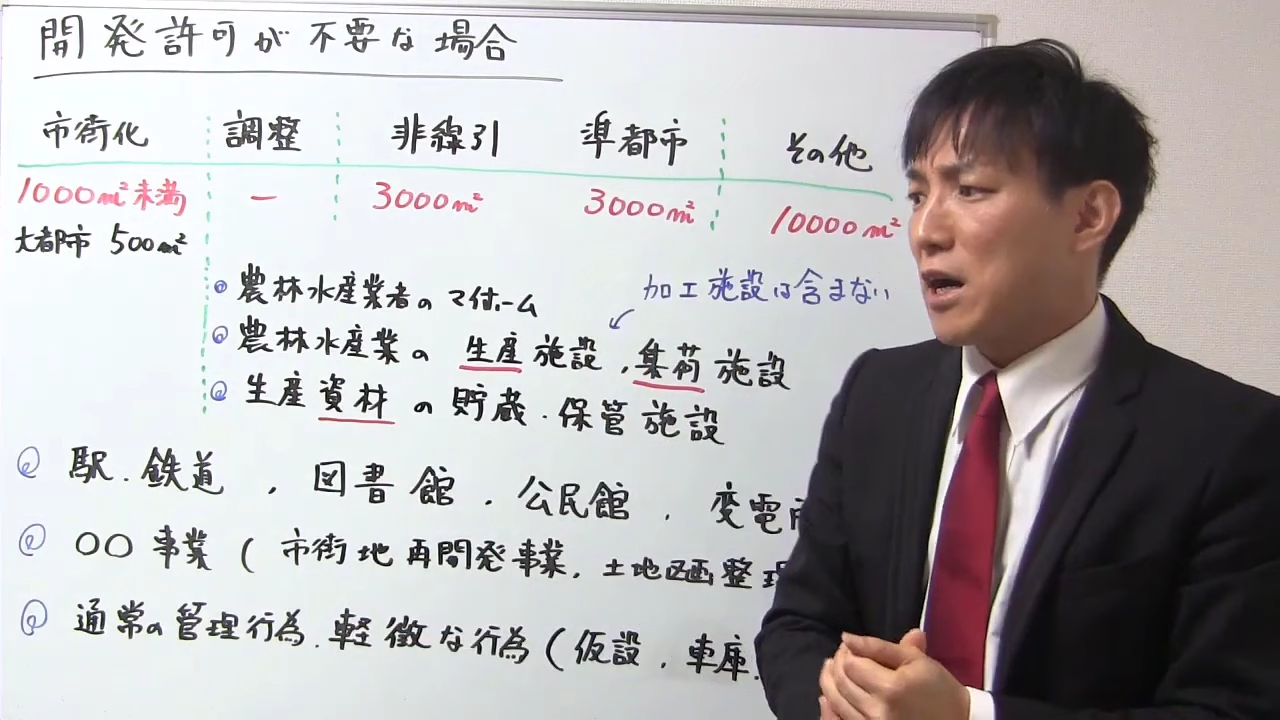 開発許可が不要な場合
市街化 調整 非線引 準都市 その他
1000㎡未満 ー 3000㎡ 3000㎡ 10000㎡
大都市 500㎡
農林水産業者のマイホーム
加工施設は含まない
農林水産業の生産施設,集荷施設
生産資材の貯蔵・保管施設
駅・鉄道,図書館,公民館,変電所
〇〇事業(市街地再開発事業,土地区画整理
通常の管理行為・軽微な行為(仮設,車庫